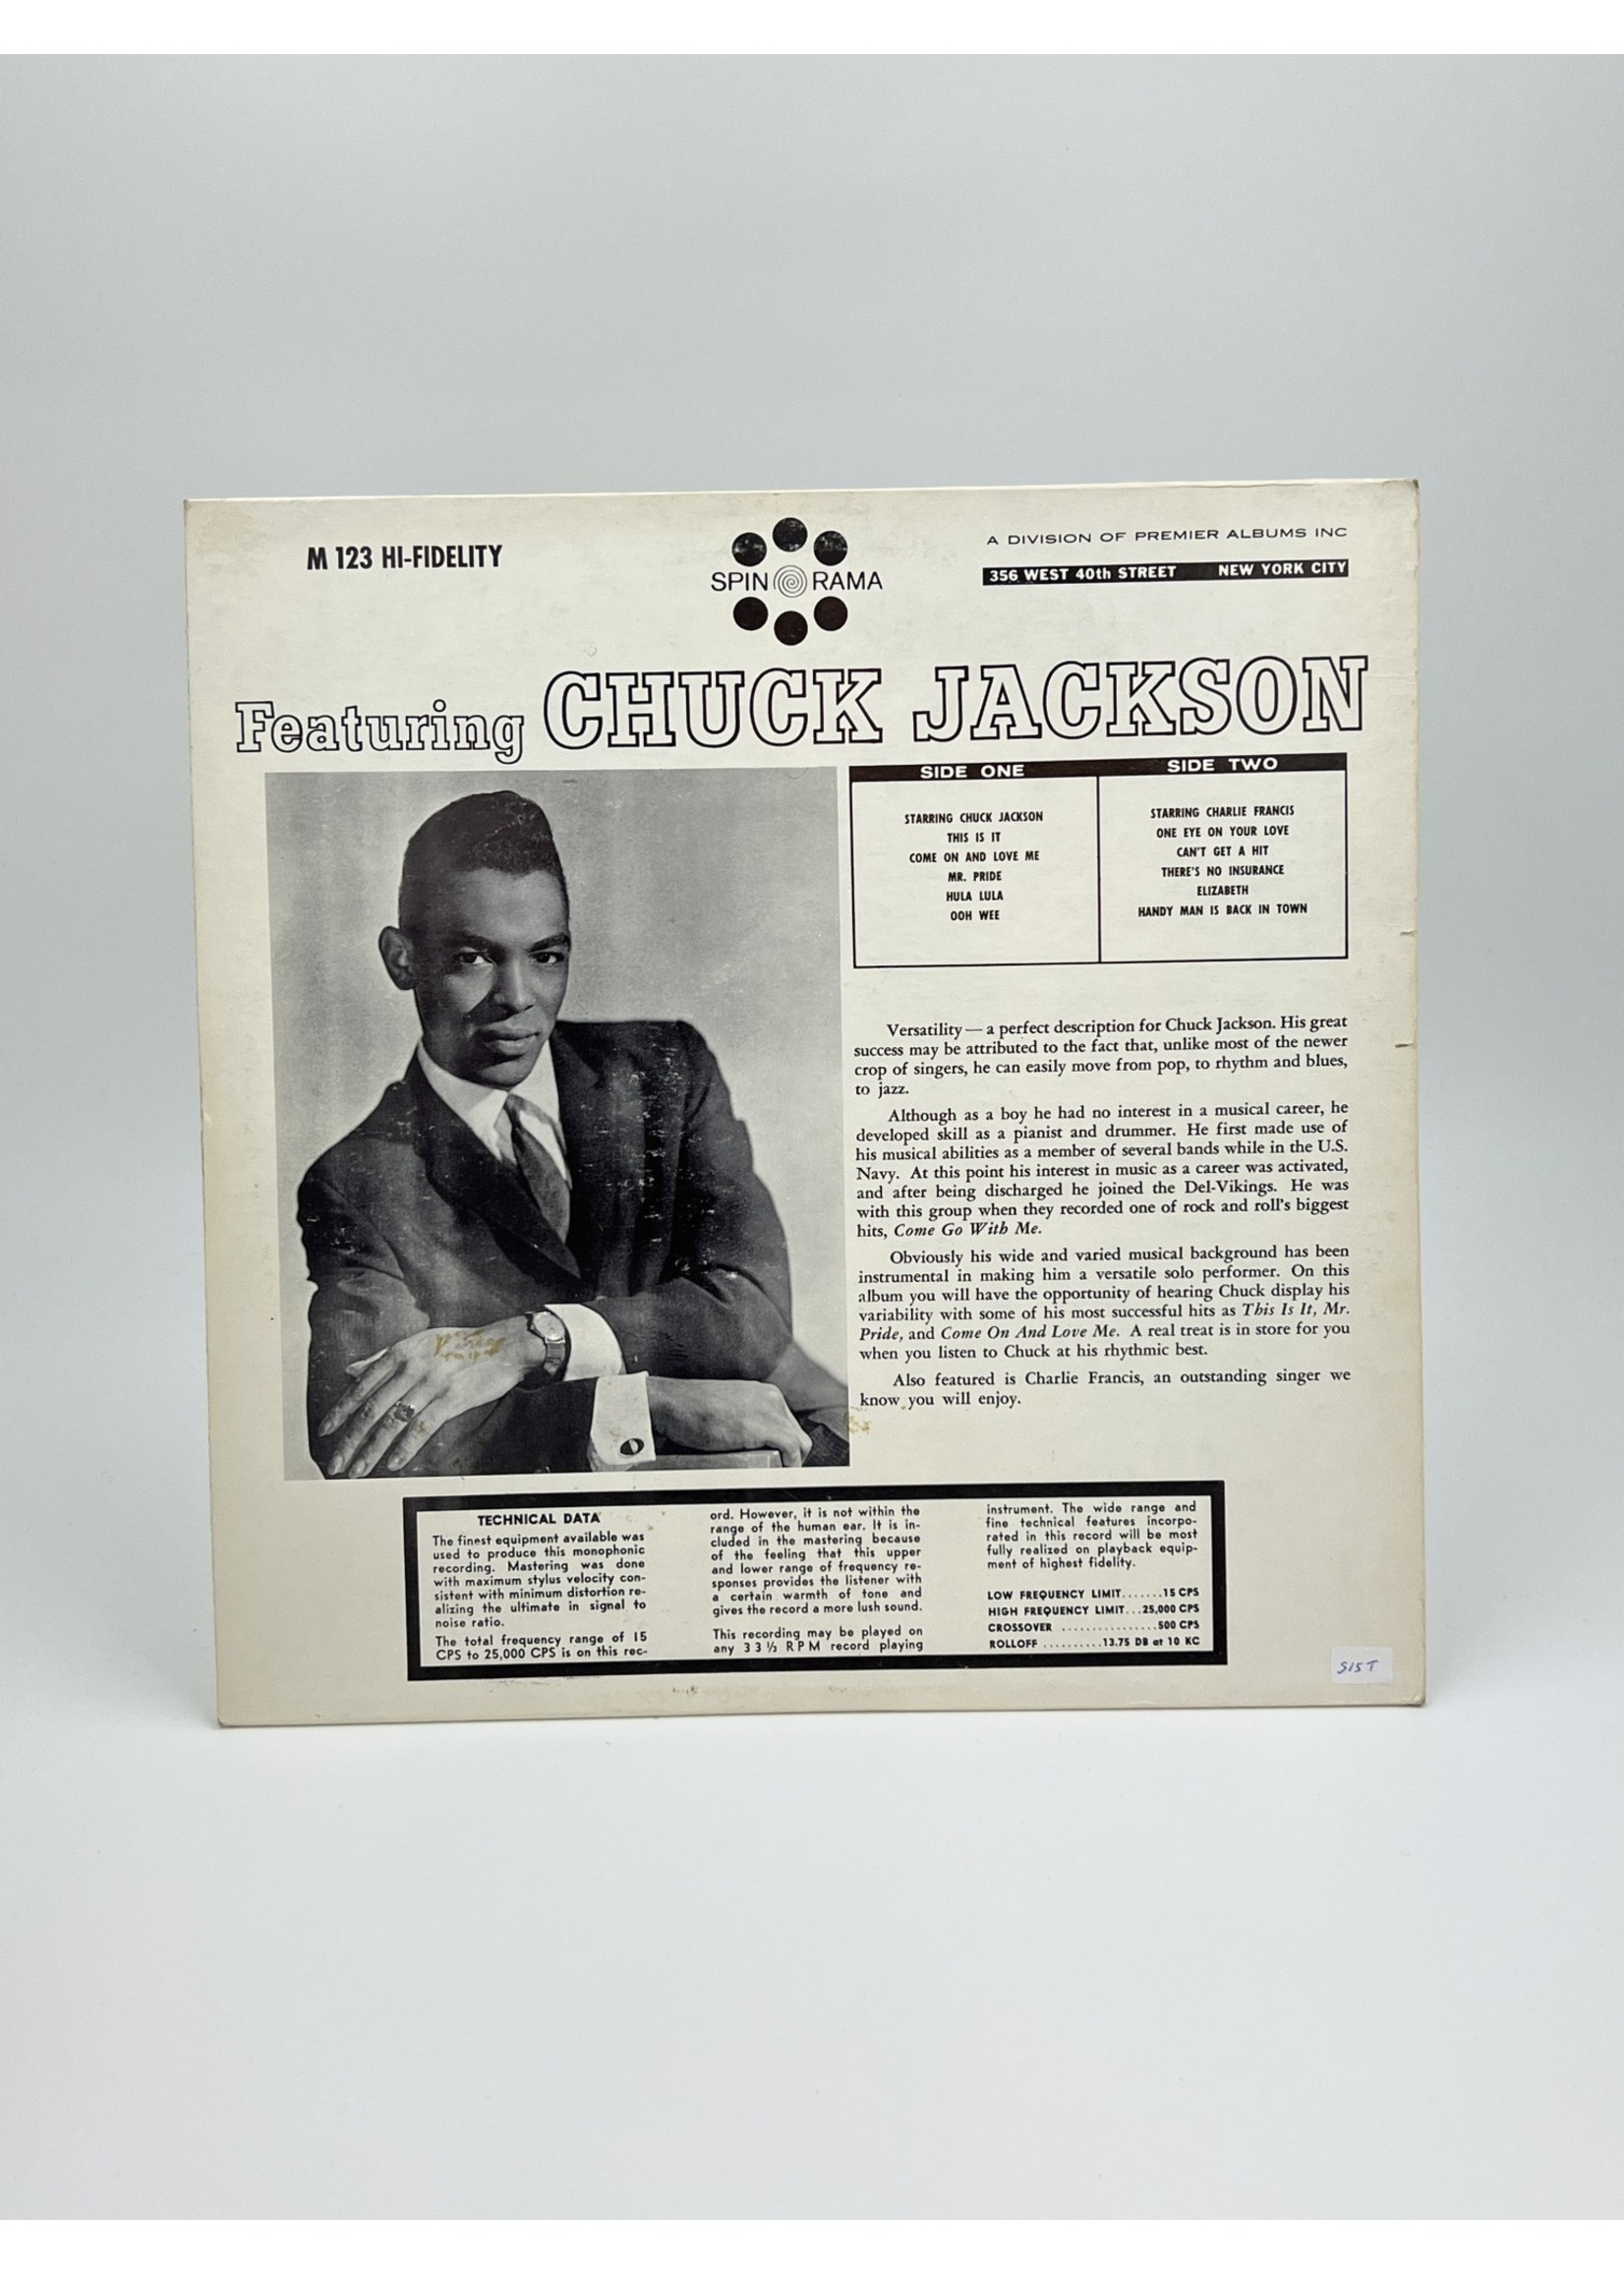 M 123 HI-FIDELITY
SPIN RAMA
A DIVISION OF PREMIER ALBUMS INC
356 WEST 40th STREET NEW YORK CITY
Featuring CHUCK JACKSON
SIDE ONE
STARRING CHUCK JACKSON
THIS IS IT
COME ON AND LOVE ME
MR. PRIDE
HULA LULA
OOH WEE
SIDE TWO
STARRING CHARLIE FRANCIS
ONE EYE ON YOUR LOVE
CAN'T GET A HIT
THERE'S NO INSURANCE
ELIZABETH
HANDY MAN IS BACK IN TOWN
Versatility — a perfect description for Chuck Jackson. His great
success may be attributed to the fact that, unlike most of the newer
crop of singers, he can easily move from pop, to rhythm and blues,
to jazz.
Although as a boy he had no interest in a musical career, he
developed skill as a pianist and drummer. He first made use of
his musical abilities as a member of several bands while in the U.S.
Navy. At this point his interest in music as a career was activated,
and after being discharged he joined the Del-Vikings. He was
with this group when they recorded one of rock and roll's biggest
hits, Come Go With Me.
Obviously his wide and varied musical background has been
instrumental in making him a versatile solo performer. On this
album you will have the opportunity of hearing Chuck display his
variability with some of his most successful hits as This Is It, Mr.
Pride, and Come On And Love Me. A real treat is in store for you
when you listen to Chuck at his rhythmic best.
Also featured is Charlie Francis, an outstanding singer we
know you will enjoy.
TECHNICAL DATA
The finest equipment available was
used to produce this monophonic
recording. Mastering was done
with maximum stylus velocity con-
sistent with minimum distortion re-
alizing the ultimate in signal to
noise ratio.
The total frequency range of 15
CPS to 25,000 CPS is on this rec-
ord. However, it is not within the
range of the human ear. It is in-
cluded in the mastering because
of the feeling that this upper
and lower range of frequency re-
sponses provides the listener with
a certain warmth of tone and
gives the record a more lush sound.
This recording may be played on
any 33 1/3 RPM record playing
instrument. The wide range and
fine technical features incorpo-
rated in this record will be most
fully realized on playback equip-
ment of highest fidelity.
LOW FREQUENCY LIMIT.......15 CPS
HIGH FREQUENCY LIMIT...25,000 CPS
CROSSOVER ................500 CPS
ROLLOFF ..........13.75 DB at 10 KC